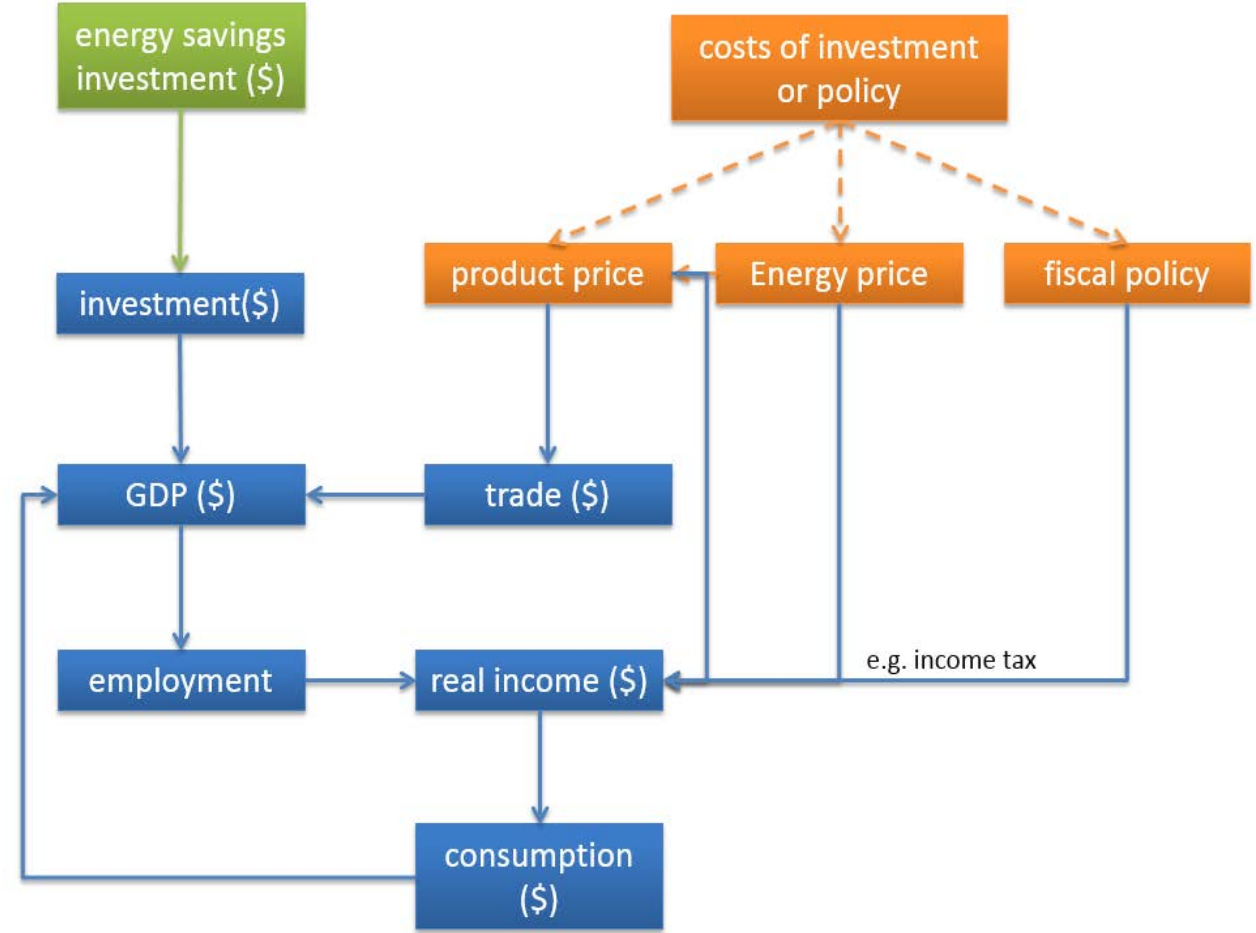 energy savings
investment ($)
costs of investment
or policy
product price
Energy price
fiscal policy
investment($)
GDP ($)
trade ($)
employment
real income ($)
e.g. income tax
consumption
($)